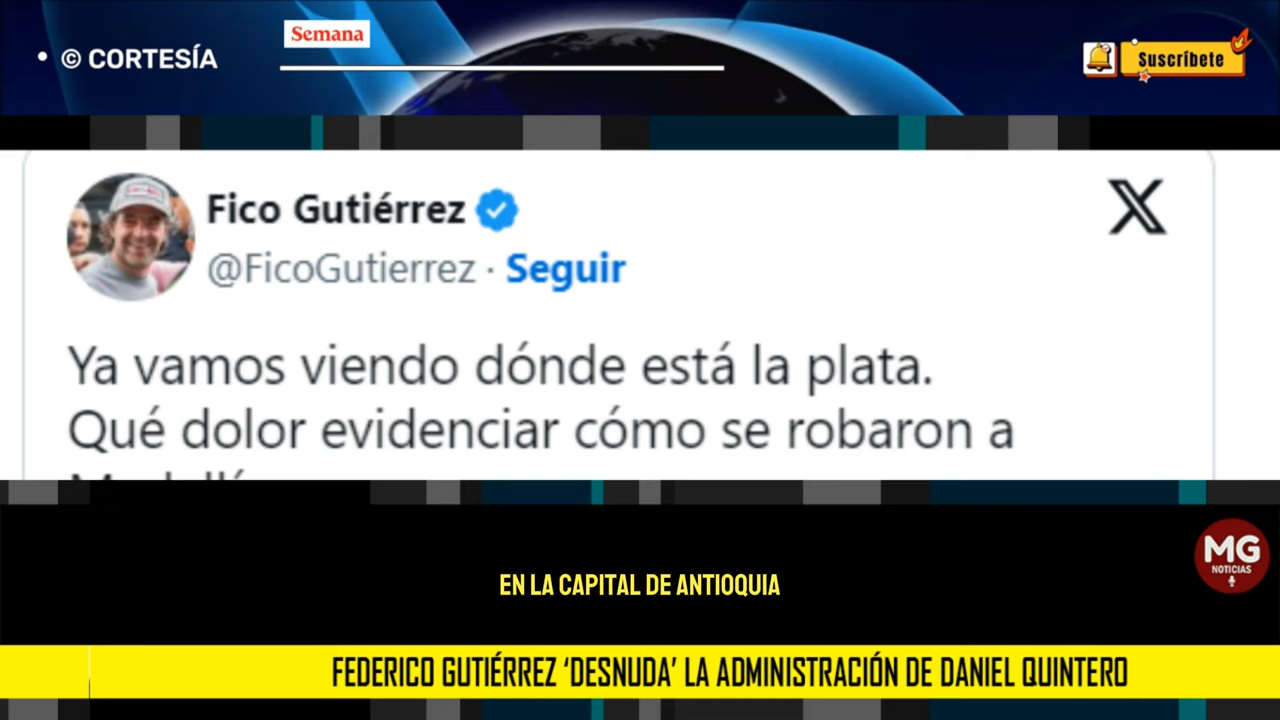 Semana
© CORTESÍA
Suscríbete
Fico Gutiérrez
@FicoGutierrez · Seguir
Ya vamos viendo dónde está la plata.
Qué dolor evidenciar cómo se robaron a
EN LA CAPITAL DE ANTIOQUIA
MG
NOTICIAS
FEDERICO GUTIÉRREZ ‘DESNUDA’ LA ADMINISTRACIÓN DE DANIEL QUINTERO